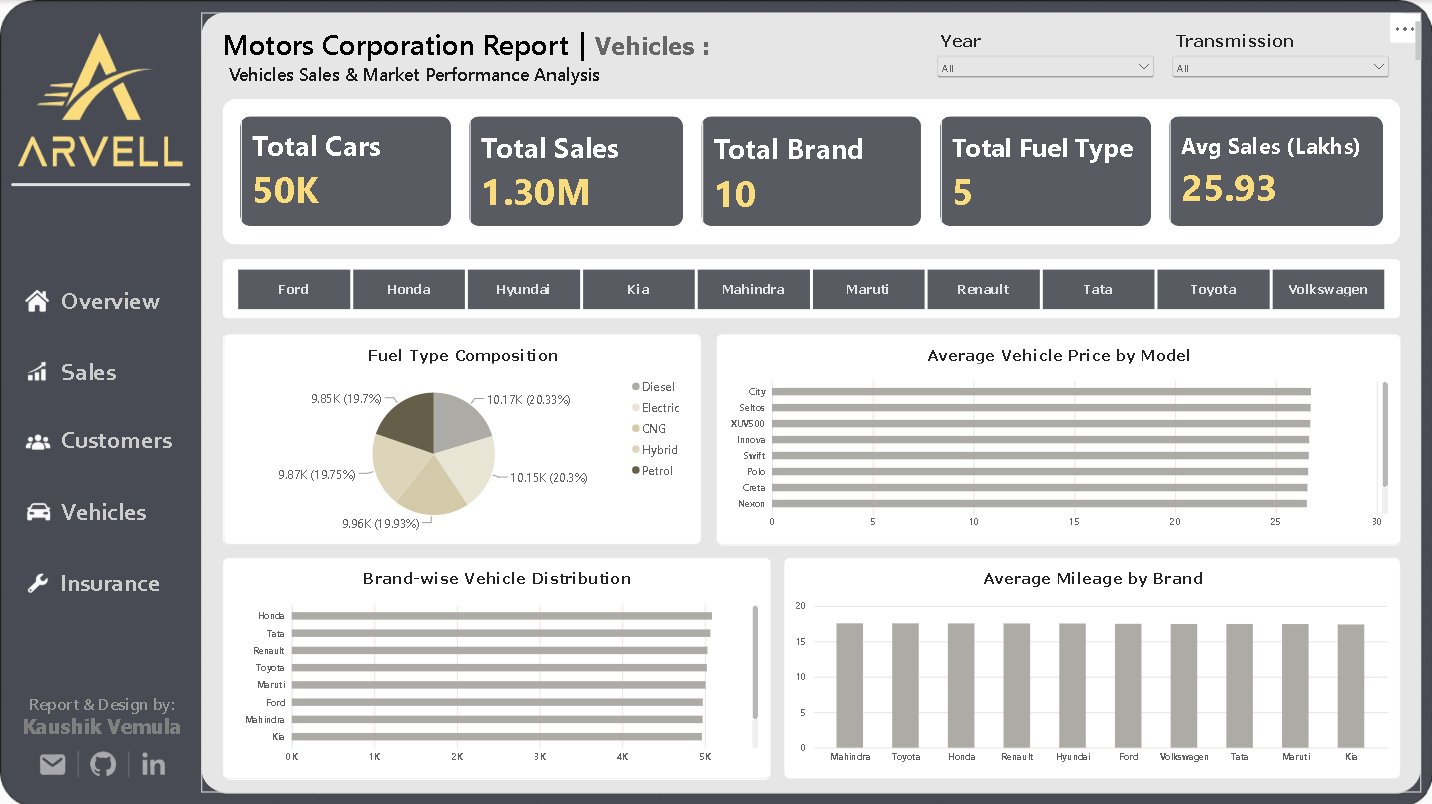 ARVELL
Overview
Sales
Customers
Vehicles
Insurance
Report & Design by:
Kaushik Vemula
in
Motors Corporation Report | Vehicles :
Vehicles Sales & Market Performance Analysis
Year
All
Transmission
All
Total Cars
50K
Total Sales
1.30M
Total Brand
10
Total Fuel Type
5
Avg Sales (Lakhs)
25.93
Ford
Honda
Hyundai
Kia
Mahindra
Maruti
Renault
Tata
Toyota
Volkswagen
Fuel Type Composition
9.85K (19.7%)
10.17K (20.33%)
9.87K (19.75%)
10.15K (20.3%)
9.96K (19.93%)
Diesel
Electric
CNG
Hybrid
Petrol
Average Vehicle Price by Model
City
Seltos
XUV500
Innova
Swift
Polo
Creta
Nexon
0 5 10 15 20 25 30
Brand-wise Vehicle Distribution
Honda
Tata
Renault
Toyota
Maruti
Ford
Mahindra
Kia
0K 1K 2K 3K 4K 5K
Average Mileage by Brand
20
15
10
5
0
Mahindra Toyota Honda Renault Hyundai Ford Volkswagen Tata Maruti Kia